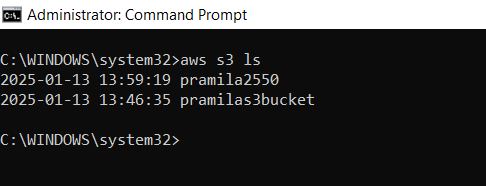 Administrator: Command Prompt
C:\WINDOWS\system32>aws s3 ls
2025-01-13 13:59:19 pramila2550
2025-01-13 13:46:35 pramilas3bucket
C:\WINDOWS\system32>